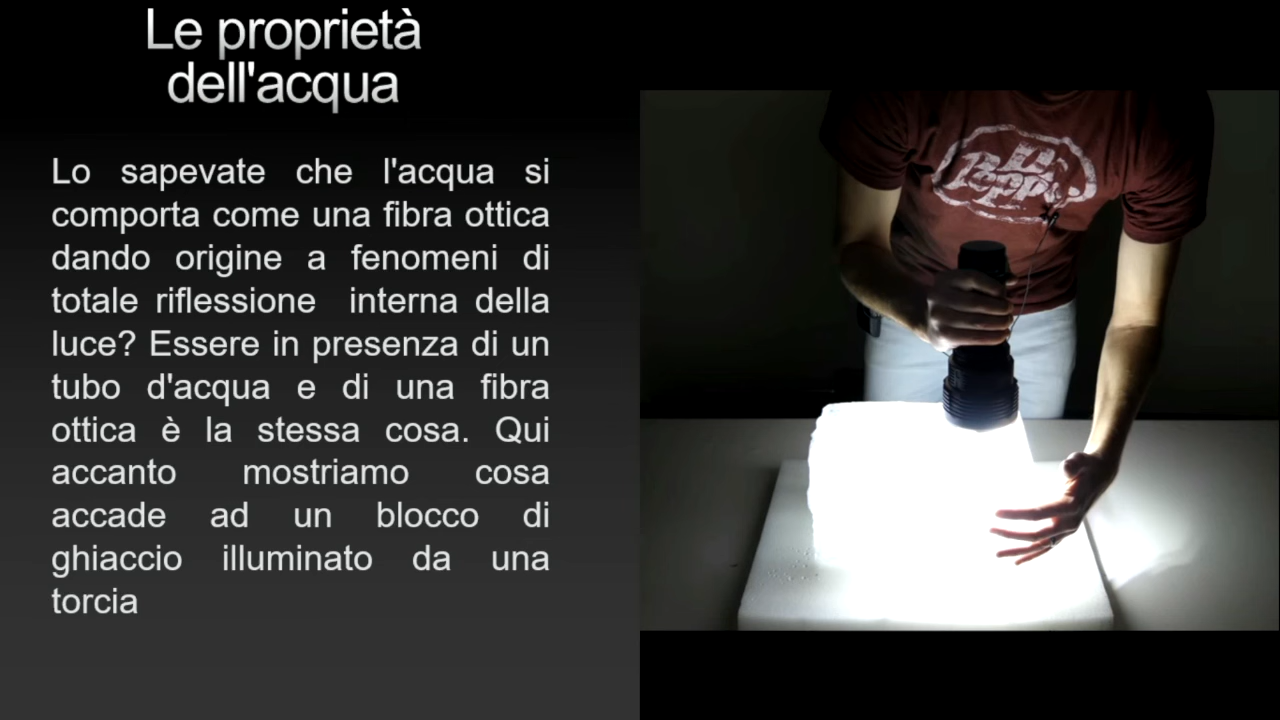 Le proprietà
dell'acqua
Lo sapevate che l'acqua si
comporta come una fibra ottica
dando origine a fenomeni di
totale riflessione interna della
luce? Essere in presenza di un
tubo d'acqua e di una fibra
ottica è la stessa cosa. Qui
accanto mostriamo cosa
accade ad un blocco di
ghiaccio illuminato da una
torcia